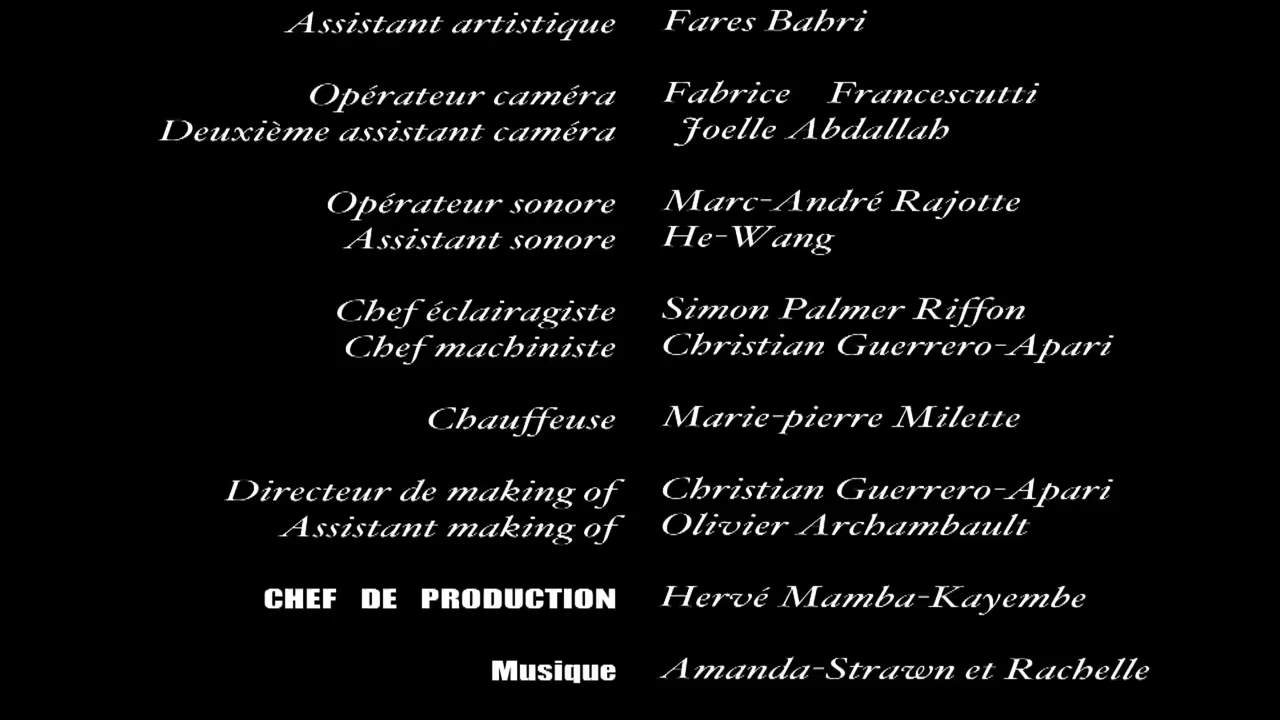 Assistant artistique Fares Bahri
Opérateur caméra Fabrice Francescutti
Deuxième assistant caméra Joelle Abdallah
Opérateur sonore Marc-André Rajotte
Assistant sonore He-Wang
Chef éclairagiste Simon Palmer Riffon
Chef machiniste Christian Guerrero-Apari
Chauffeuse Marie-pierre Milette
Directeur de making of Christian Guerrero-Apari
Assistant making of Olivier Archambault
CHEF DE PRODUCTION Hervé Mamba-Kayembe
Musique Amanda-Strawn et Rachelle